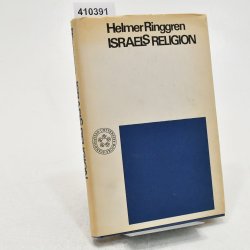 410391
Helmer Ringgren
ISRAELS RELIGION